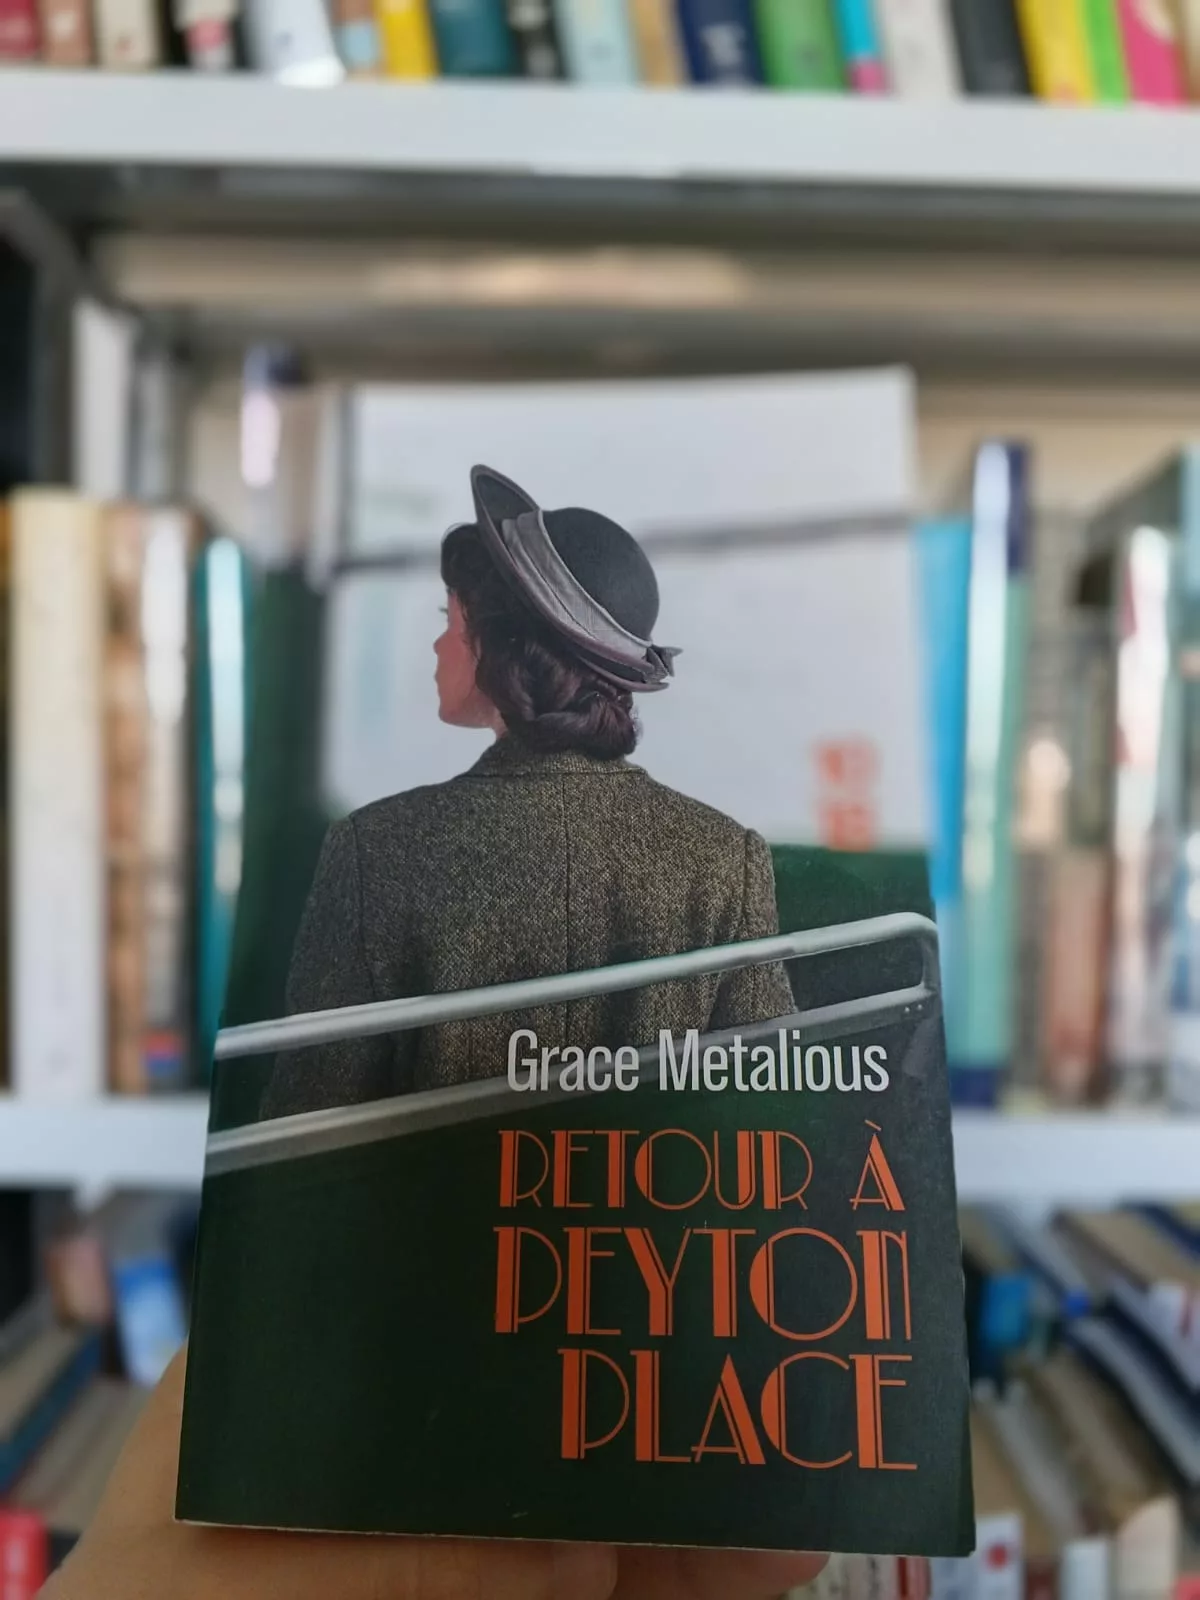 Grace Metalious
RETOUR À
PEYTON
PLACE